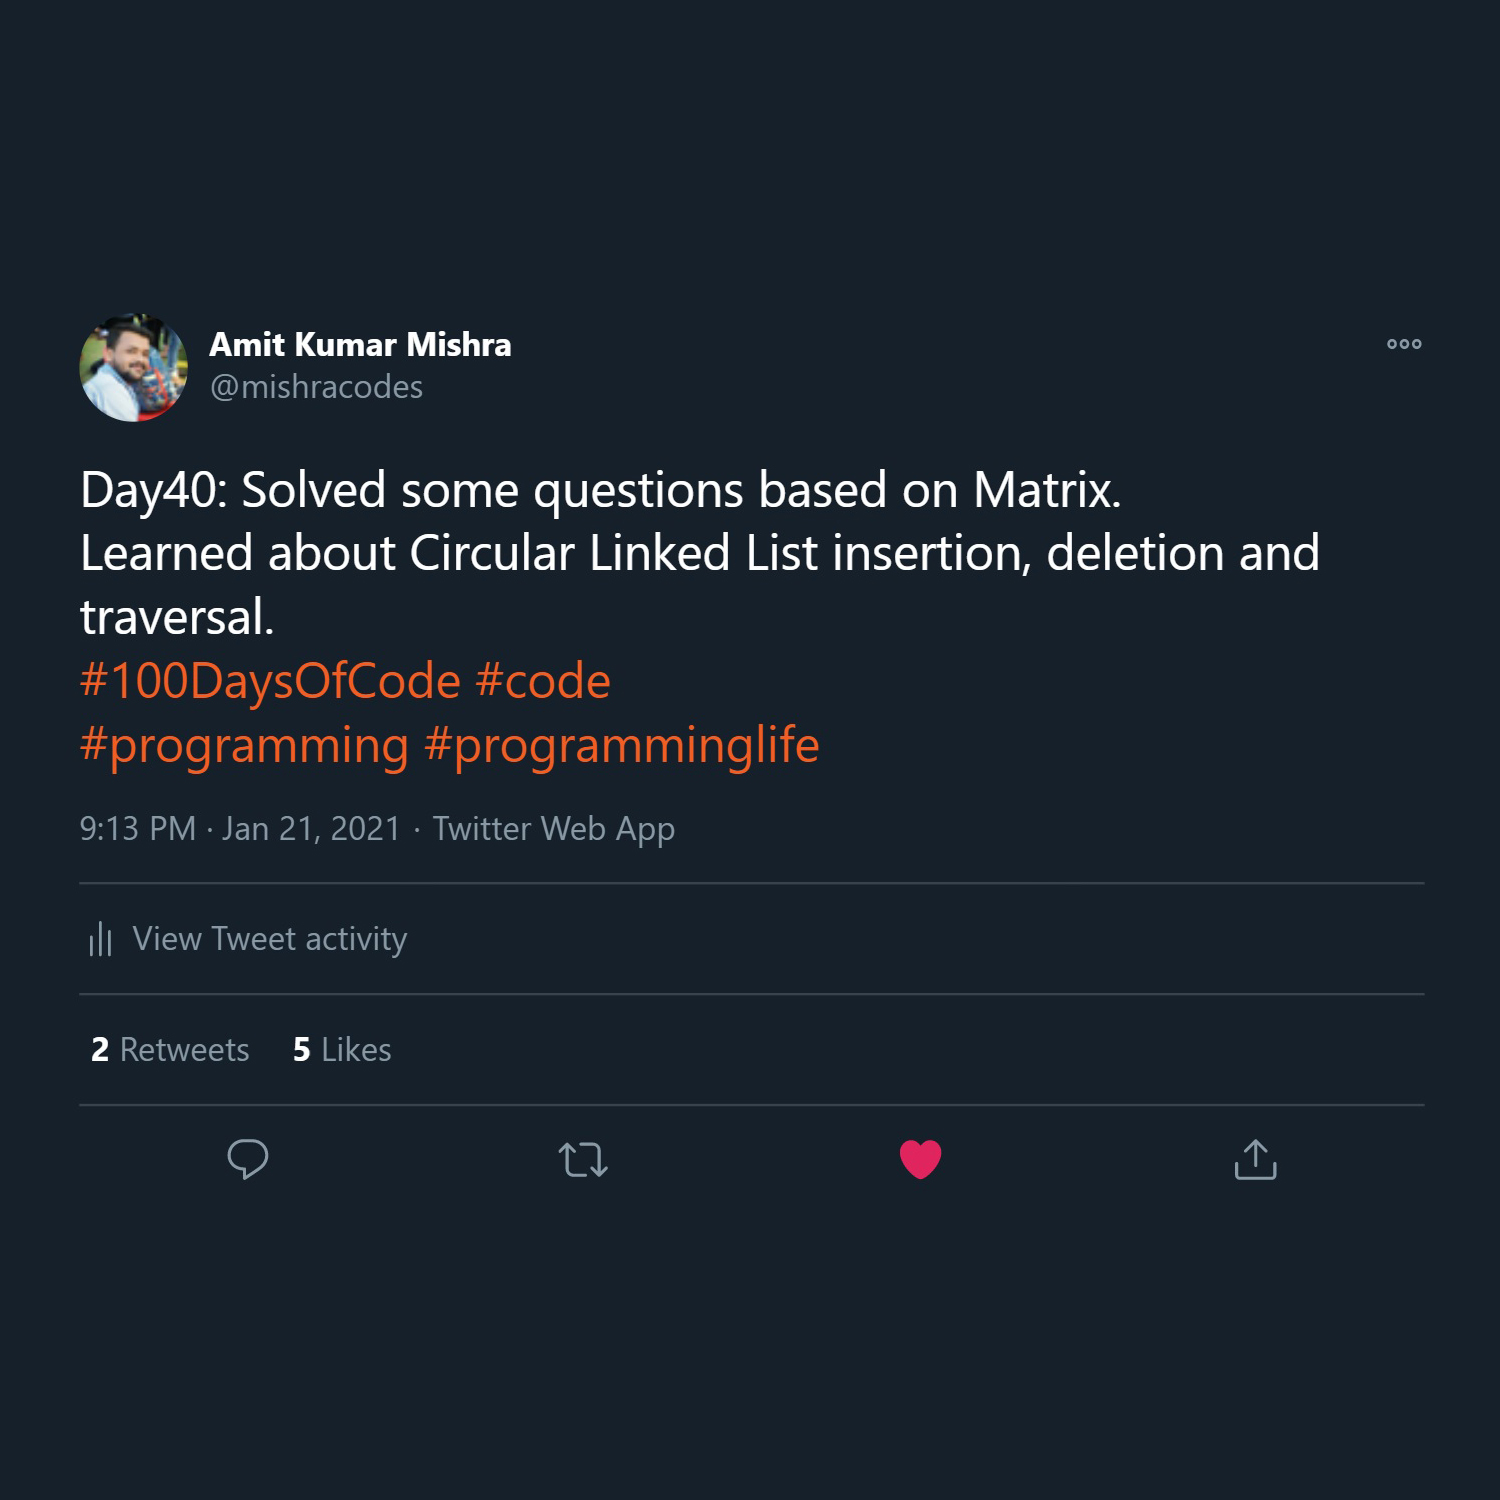 Amit Kumar Mishra
@mishracodes
Day40: Solved some questions based on Matrix.
Learned about Circular Linked List insertion, deletion and
traversal.
#100DaysOfCode #code
#programming #programminglife
9:13 PM · Jan 21, 2021 · Twitter Web App
View Tweet activity
2 Retweets 5 Likes